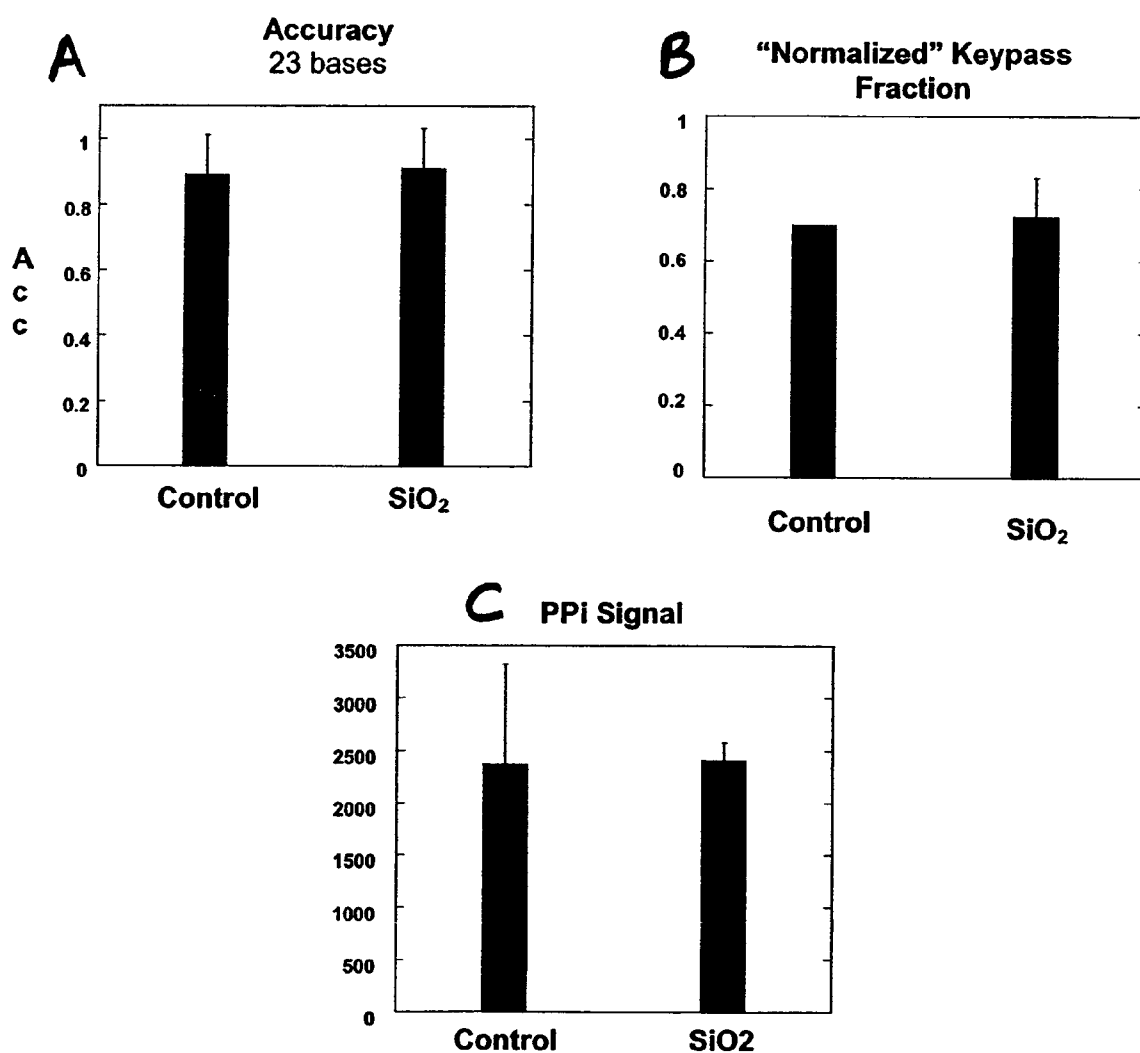 A
Accuracy
23 bases
1
0.8
0.6
0.4
0.2
0
A
c
c
Control
SiO₂
B
“Normalized” Keypass
Fraction
1
0.8
0.6
0.4
0.2
0
Control
SiO₂
C
PPi Signal
3500
3000
2500
2000
1500
1000
500
0
Control
SiO2